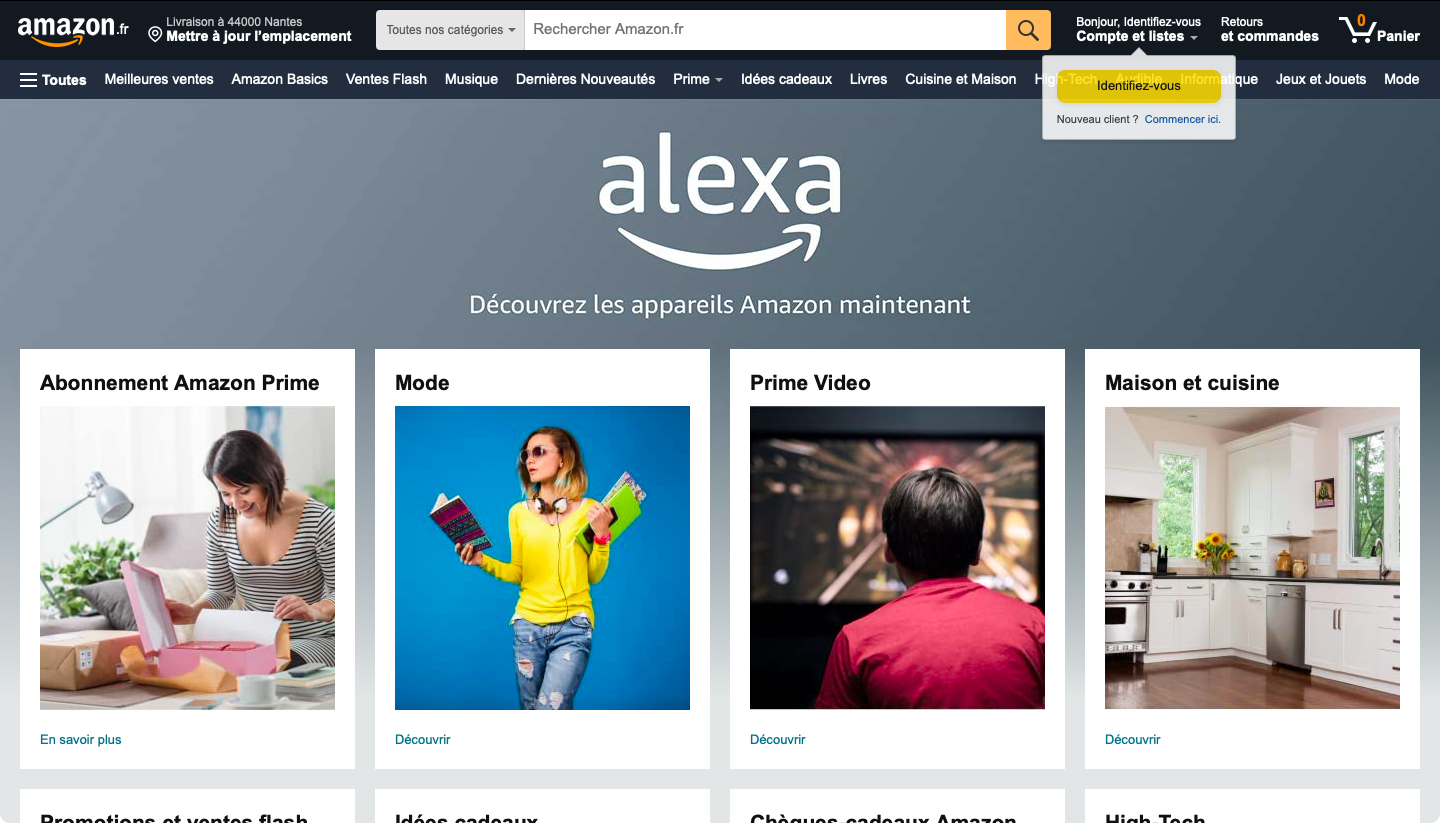 amazon.fr
Livraison à 44000 Nantes
Mettre à jour l'emplacement
Toutes nos catégories
Rechercher Amazon.fr
Bonjour, Identifiez-vous
Compte et listes
Retours
et commandes
0
Panier
Toutes
Meilleures ventes
Amazon Basics
Ventes Flash
Musique
Dernières Nouveautés
Prime
Idées cadeaux
Livres
Cuisine et Maison
High-Tech
Audible
Informatique
Jeux et Jouets
Mode
Identifiez-vous
Nouveau client ? Commencer ici.
alexa
Découvrez les appareils Amazon maintenant
Abonnement Amazon Prime
En savoir plus
Mode
Découvrir
Prime Video
Découvrir
Maison et cuisine
Découvrir
Promotions et ventes flash
Idées cadeaux
Chèques-cadeaux Amazon
High-Tech